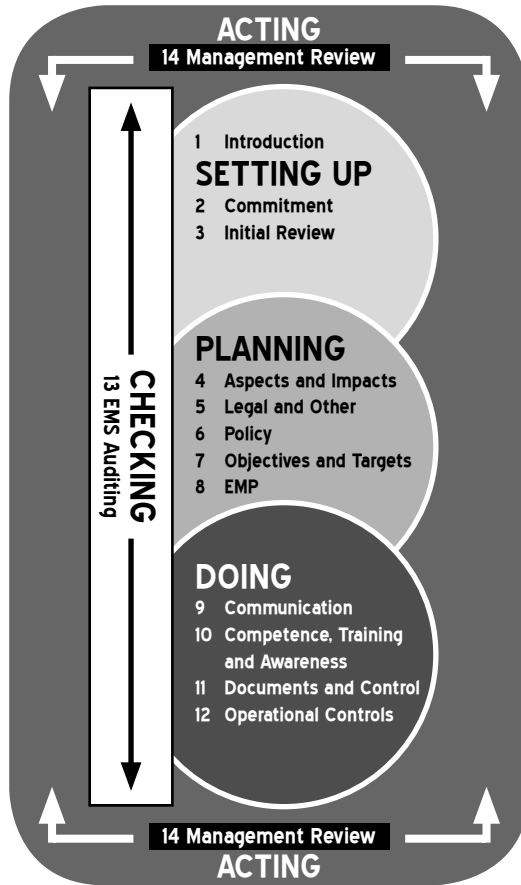 ACTING
14 Management Review
1 Introduction
SETTING UP
2 Commitment
3 Initial Review
PLANNING
4 Aspects and Impacts
5 Legal and Other
6 Policy
7 Objectives and Targets
8 EMP
CHECKING
13 EMS Auditing
DOING
9 Communication
10 Competence, Training
and Awareness
11 Documents and Control
12 Operational Controls
14 Management Review
ACTING